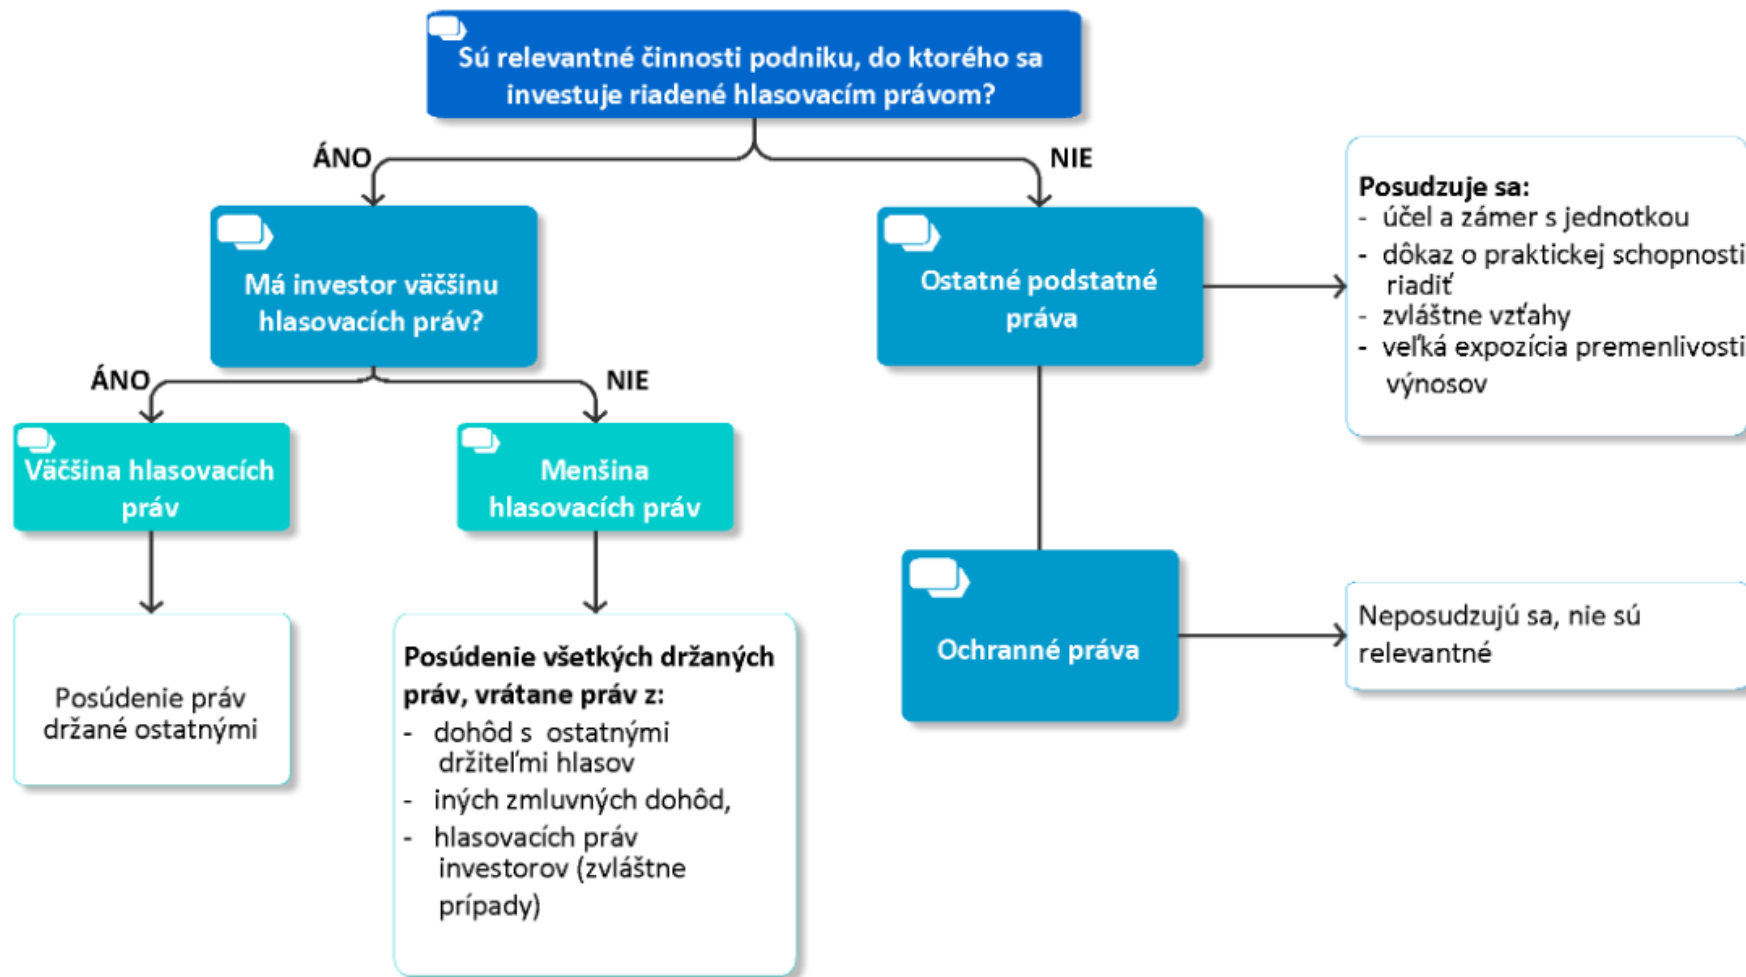 Sú relevantné činnosti podniku, do ktorého sa
investuje riadené hlasovacím právom?
ÁNO
NIE
Má investor väčšinu
hlasovacích práv?
Ostatné podstatné
práva
Posudzuje sa:
- účel a zámer s jednotkou
- dôkaz o praktickej schopnosti
riadiť
- zvláštne vzťahy
- veľká expozícia premenlivosti
výnosov
ÁNO
NIE
Väčšina hlasovacích
práv
Menšina
hlasovacích práv
Posúdenie práv
držané ostatnými
Posúdenie všetkých držaných
práv, vrátane práv z:
- dohôd s ostatnými
držiteľmi hlasov
- iných zmluvných dohôd,
- hlasovacích práv
investorov (zvláštne
prípady)
Ochranné práva
Neposudzujú sa, nie sú
relevantné